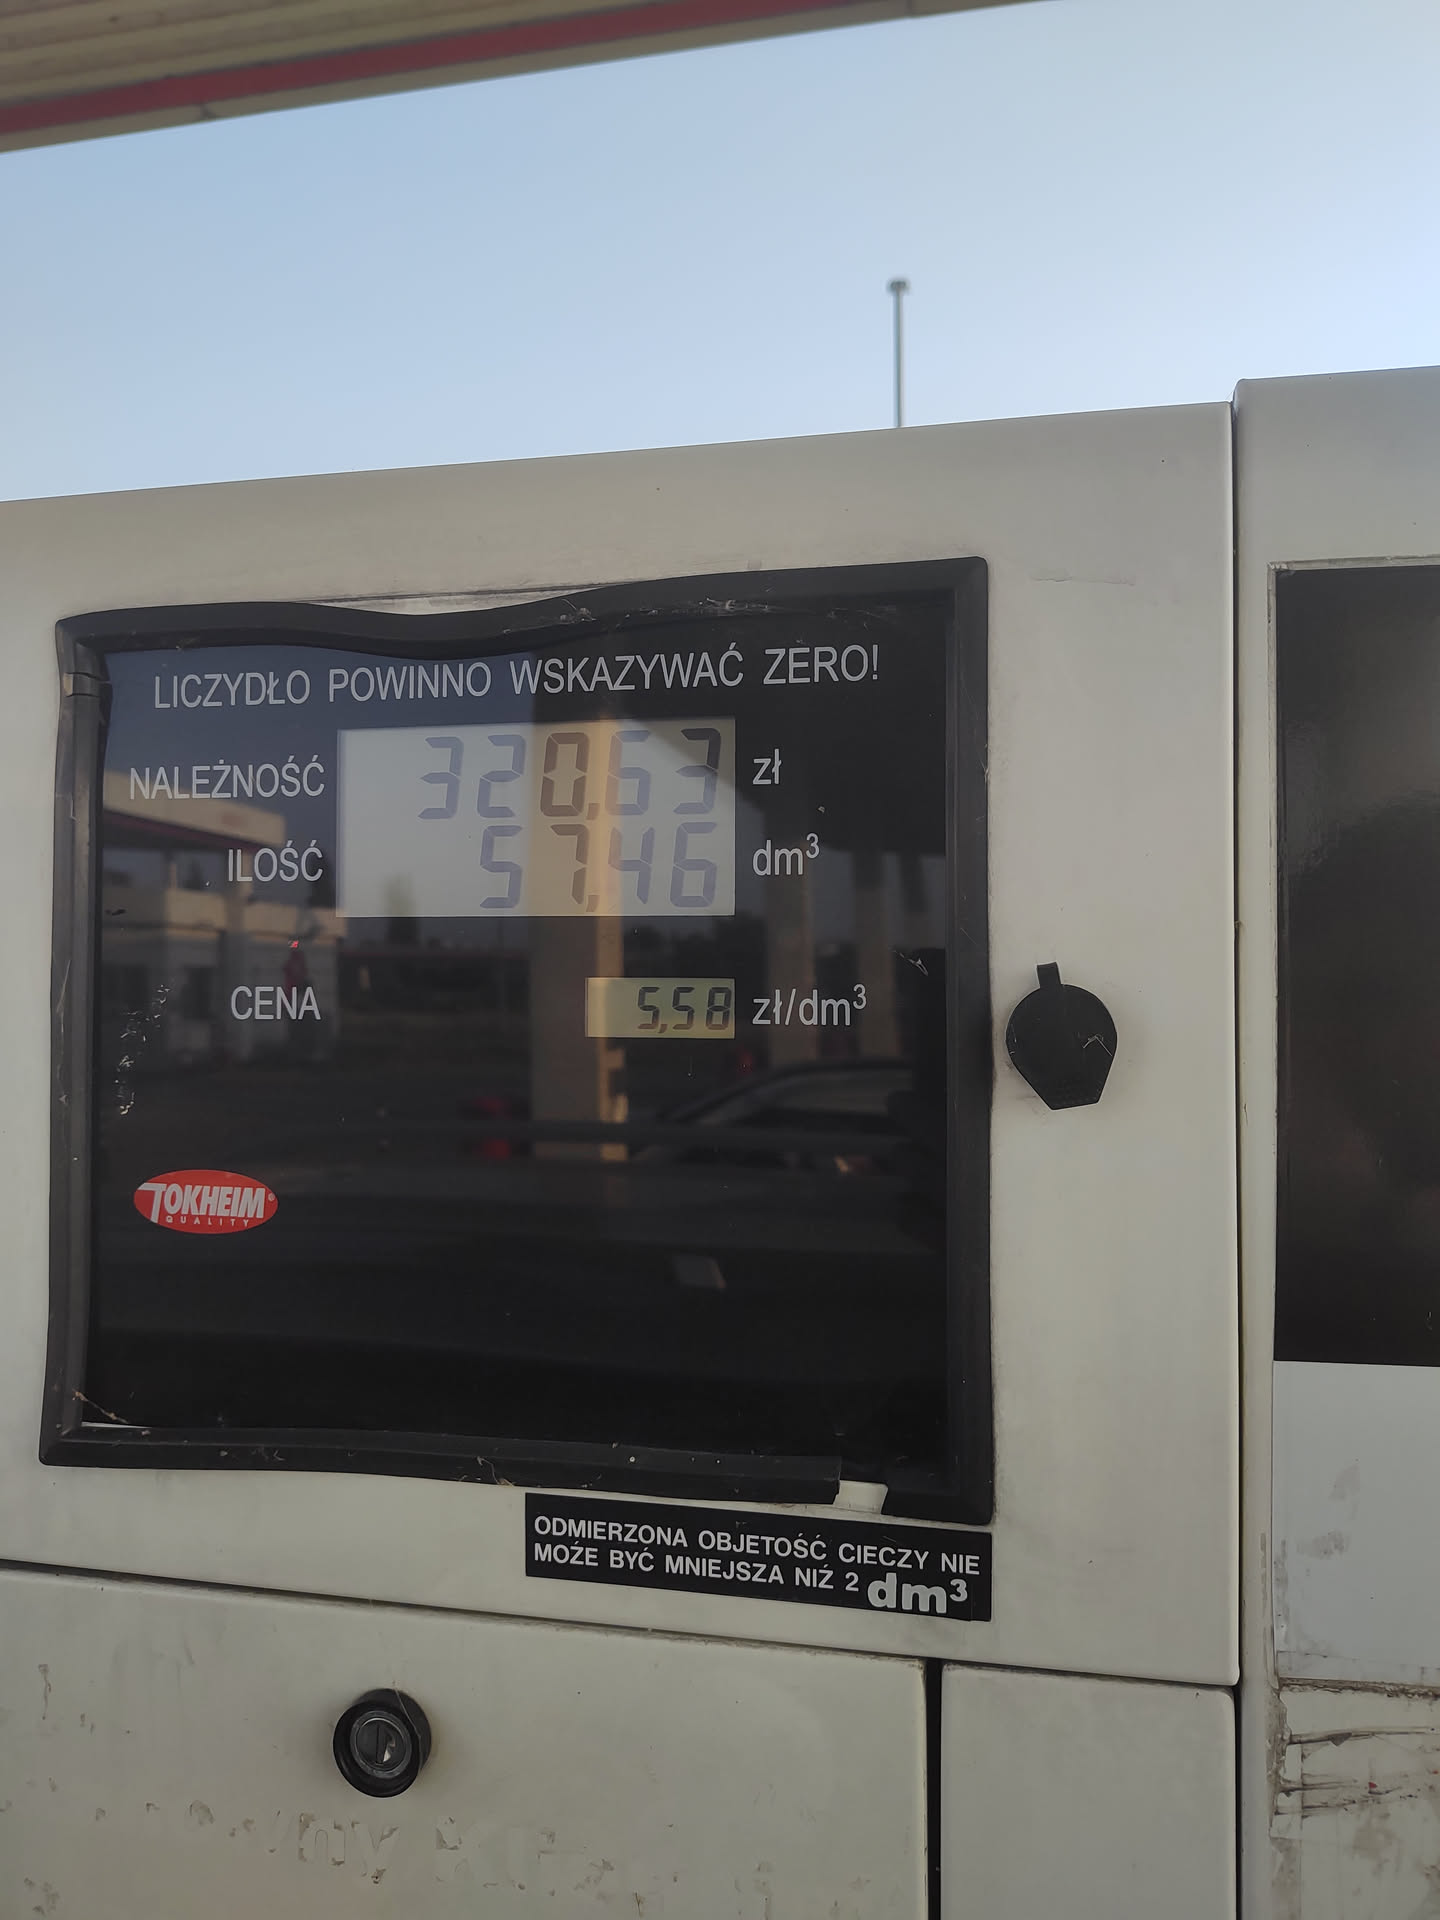 LICZYDŁO POWINNO WSKAZYWAĆ ZERO!
NALEŻNOŚĆ 320,63 zł
ILOŚĆ 57,46 dm³
CENA 5,58 zł/dm³
TOKHEIM®
QUALITY
ODMIERZONA OBJETOŚĆ CIECZY NIE
MOŻE BYĆ MNIEJSZA NIŻ 2 dm³